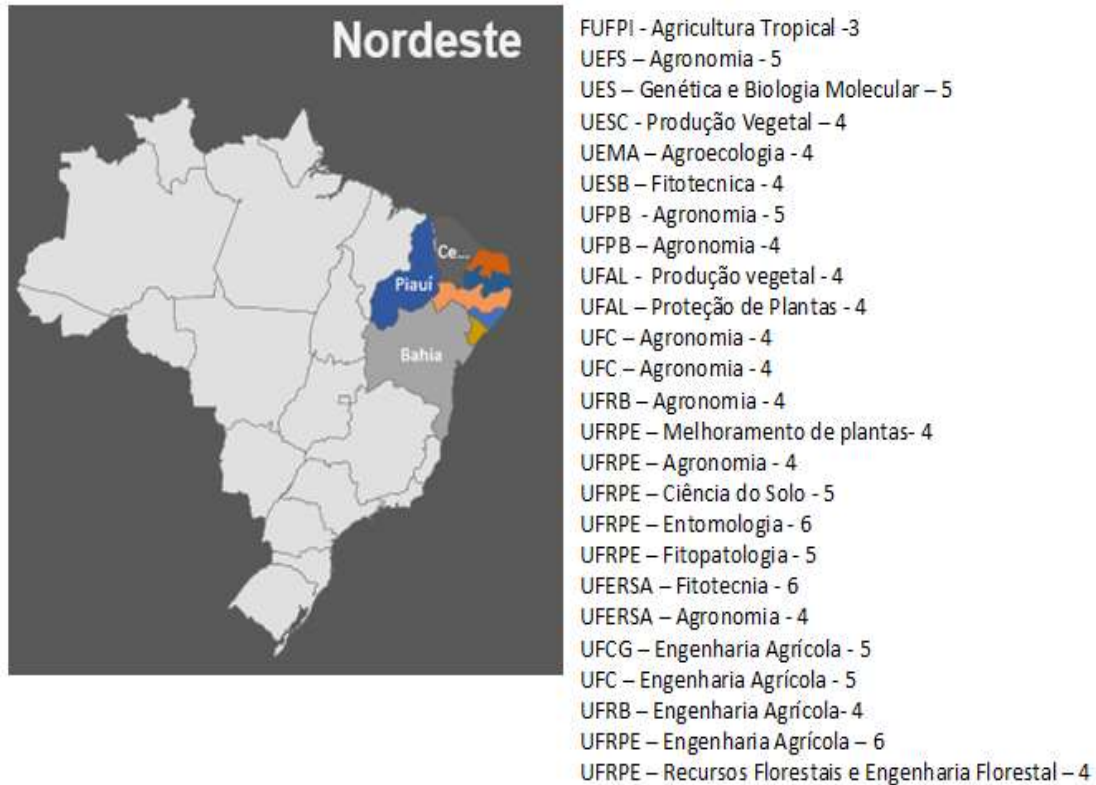 Nordeste
Ce...
Piauí
Bahia
FUFPI - Agricultura Tropical -3
UEFS – Agronomia - 5
UES – Genética e Biologia Molecular – 5
UESC - Produção Vegetal – 4
UEMA – Agroecologia - 4
UESB – Fitotecnica - 4
UFPB - Agronomia - 5
UFPB – Agronomia -4
UFAL - Produção vegetal - 4
UFAL – Proteção de Plantas - 4
UFC – Agronomia - 4
UFC – Agronomia - 4
UFRB – Agronomia - 4
UFRPE – Melhoramento de plantas- 4
UFRPE – Agronomia - 4
UFRPE – Ciência do Solo - 5
UFRPE – Entomologia - 6
UFRPE – Fitopatologia - 5
UFERSA – Fitotecnia - 6
UFERSA – Agronomia - 4
UFCG – Engenharia Agrícola - 5
UFC – Engenharia Agrícola - 5
UFRB – Engenharia Agrícola- 4
UFRPE – Engenharia Agrícola – 6
UFRPE – Recursos Florestais e Engenharia Florestal – 4